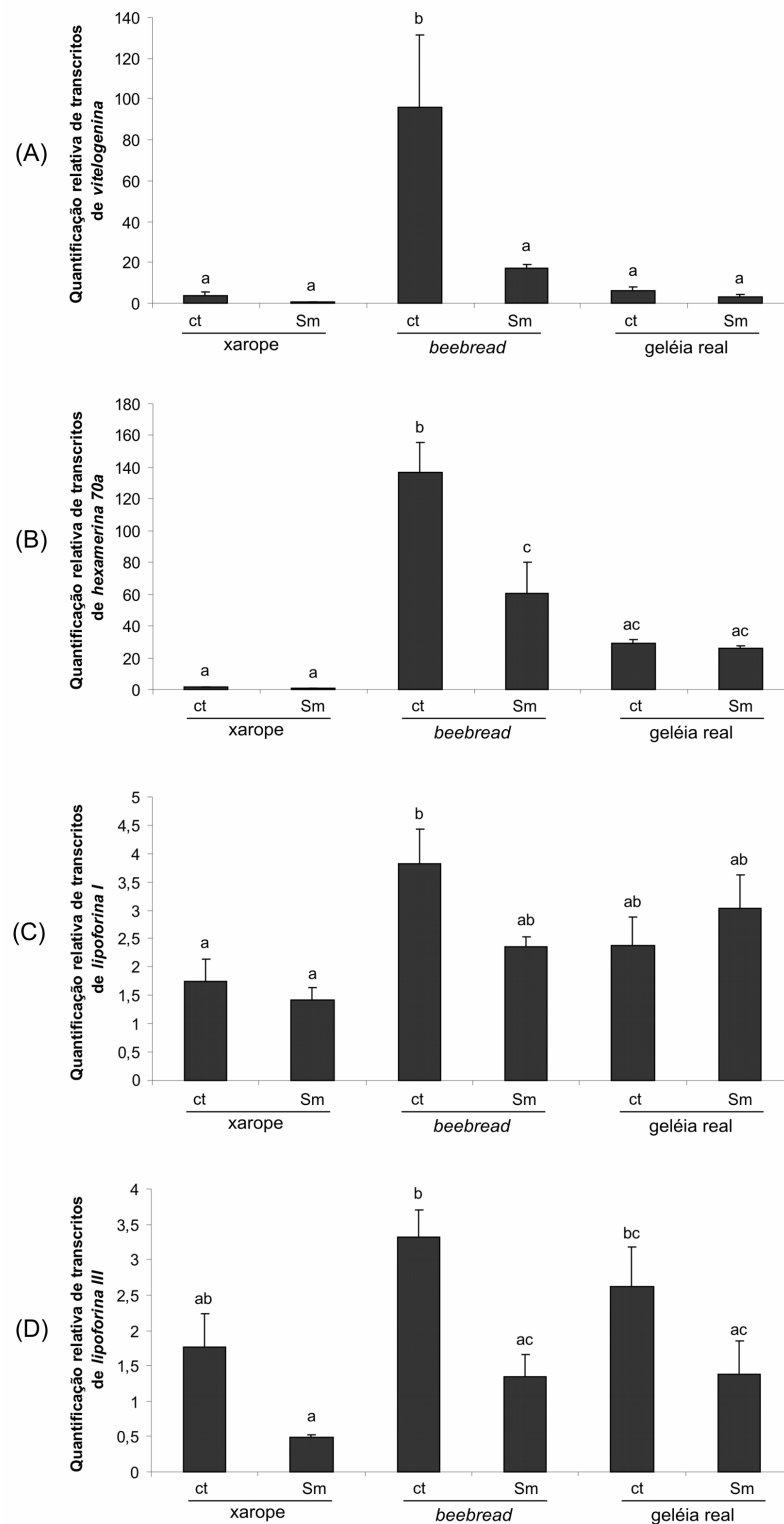 (A)
Quantificação relativa de transcritos
de vitelogenina
140
120
100
80
60
40
20
0
a
a
b
a
a
a
ct
Sm
ct
Sm
ct
Sm
xarope
beebread
geléia real
(B)
Quantificação relativa de transcritos
de hexamerina 70a
180
160
140
120
100
80
60
40
20
0
a
a
b
c
ac
ac
ct
Sm
ct
Sm
ct
Sm
xarope
beebread
geléia real
(C)
Quantificação relativa de transcritos
de lipoforina I
5
4,5
4
3,5
3
2,5
2
1,5
1
0,5
0
a
a
b
ab
ab
ab
ct
Sm
ct
Sm
ct
Sm
xarope
beebread
geléia real
(D)
Quantificação relativa de transcritos
de lipoforina III
4
3,5
3
2,5
2
1,5
1
0,5
0
ab
a
b
ac
bc
ac
ct
Sm
ct
Sm
ct
Sm
xarope
beebread
geléia real